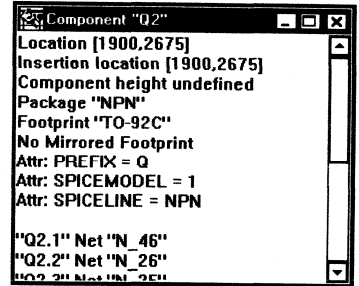 Component "Q2"
Location [1900,2675]
Insertion location [1900,2675]
Component height undefined
Package "NPN"
Footprint "TO-92C"
No Mirrored Footprint
Attr: PREFIX = Q
Attr: SPICEMODEL = 1
Attr: SPICELINE = NPN
"Q2.1" Net "N_46"
"Q2.2" Net "N_26"